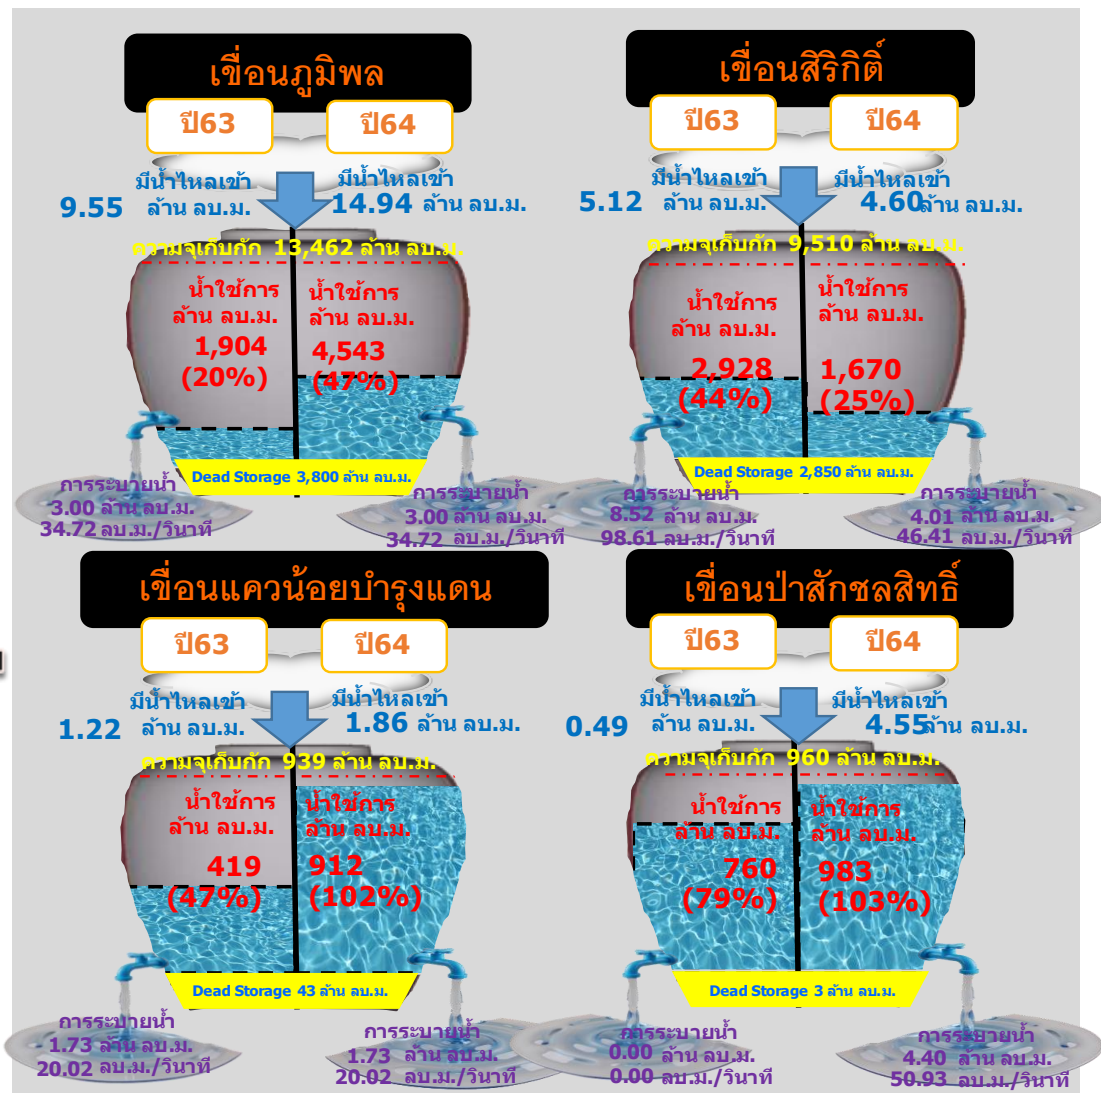 เขื่อนภูมิพล
ปี63
ปี64
มีน้ำไหลเข้า
9.55 ล้าน ลบ.ม.
มีน้ำไหลเข้า
14.94 ล้าน ลบ.ม.
ความจุเก็บกัก 13,462 ล้าน ลบ.ม.
น้ำใช้การ
ล้าน ลบ.ม.
1,904
(20%)
น้ำใช้การ
ล้าน ลบ.ม.
4,543
(47%)
Dead Storage 3,800 ล้าน ลบ.ม.
การระบายน้ำ
3.00 ล้าน ลบ.ม.
34.72 ลบ.ม./วินาที
การระบายน้ำ
3.00 ล้าน ลบ.ม.
34.72 ลบ.ม./วินาที
เขื่อนสิริกิติ์
ปี63
ปี64
มีน้ำไหลเข้า
5.12 ล้าน ลบ.ม.
มีน้ำไหลเข้า
4.60ล้าน ลบ.ม.
ความจุเก็บกัก 9,510 ล้าน ลบ.ม.
น้ำใช้การ
ล้าน ลบ.ม.
2,928
(44%)
น้ำใช้การ
ล้าน ลบ.ม.
1,670
(25%)
Dead Storage 2,850 ล้าน ลบ.ม.
การระบายน้ำ
8.52 ล้าน ลบ.ม.
98.61 ลบ.ม./วินาที
การระบายน้ำ
4.01 ล้าน ลบ.ม.
46.41 ลบ.ม./วินาที
เขื่อนแควน้อยบำรุงแดน
ปี63
ปี64
มีน้ำไหลเข้า
1.22 ล้าน ลบ.ม.
มีน้ำไหลเข้า
1.86 ล้าน ลบ.ม.
ความจุเก็บกัก 939 ล้าน ลบ.ม.
น้ำใช้การ
ล้าน ลบ.ม.
419
(47%)
น้ำใช้การ
ล้าน ลบ.ม.
912
(102%)
Dead Storage 43 ล้าน ลบ.ม.
การระบายน้ำ
1.73 ล้าน ลบ.ม.
20.02 ลบ.ม./วินาที
การระบายน้ำ
1.73 ล้าน ลบ.ม.
20.02 ลบ.ม./วินาที
เขื่อนป่าสักชลสิทธิ์
ปี63
ปี64
มีน้ำไหลเข้า
0.49 ล้าน ลบ.ม.
มีน้ำไหลเข้า
4.55ล้าน ลบ.ม.
ความจุเก็บกัก 960 ล้าน ลบ.ม.
น้ำใช้การ
ล้าน ลบ.ม.
760
(79%)
น้ำใช้การ
ล้าน ลบ.ม.
983
(103%)
Dead Storage 3 ล้าน ลบ.ม.
การระบายน้ำ
0.00 ล้าน ลบ.ม.
0.00 ลบ.ม./วินาที
การระบายน้ำ
4.40 ล้าน ลบ.ม.
50.93 ลบ.ม./วินาที